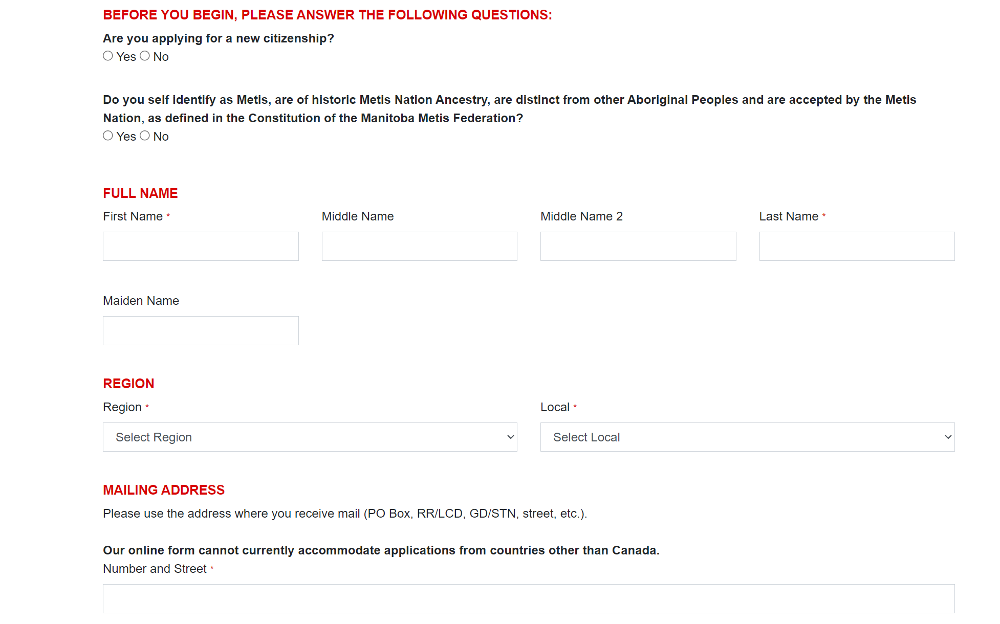 BEFORE YOU BEGIN, PLEASE ANSWER THE FOLLOWING QUESTIONS:
Are you applying for a new citizenship?
Yes No
Do you self identify as Metis, are of historic Metis Nation Ancestry, are distinct from other Aboriginal Peoples and are accepted by the Metis
Nation, as defined in the Constitution of the Manitoba Metis Federation?
Yes No
FULL NAME
First Name * Middle Name Middle Name 2 Last Name *
Maiden Name
REGION
Region * Local *
Select Region Select Local
MAILING ADDRESS
Please use the address where you receive mail (PO Box, RR/LCD, GD/STN, street, etc.).
Our online form cannot currently accommodate applications from countries other than Canada.
Number and Street *